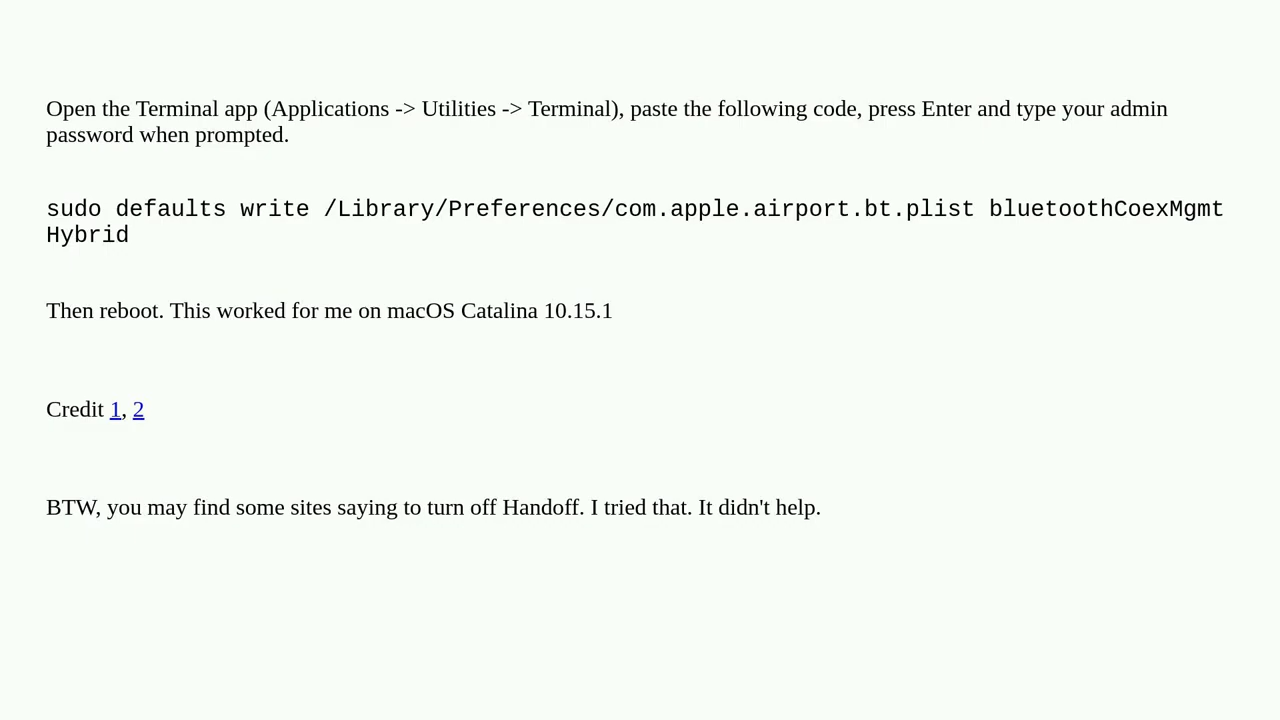 Open the Terminal app (Applications -> Utilities -> Terminal), paste the following code, press Enter and type your admin
password when prompted.
sudo defaults write /Library/Preferences/com.apple.airport.bt.plist bluetoothCoexMgmt
Hybrid
Then reboot. This worked for me on macOS Catalina 10.15.1
Credit 1, 2
BTW, you may find some sites saying to turn off Handoff. I tried that. It didn't help.